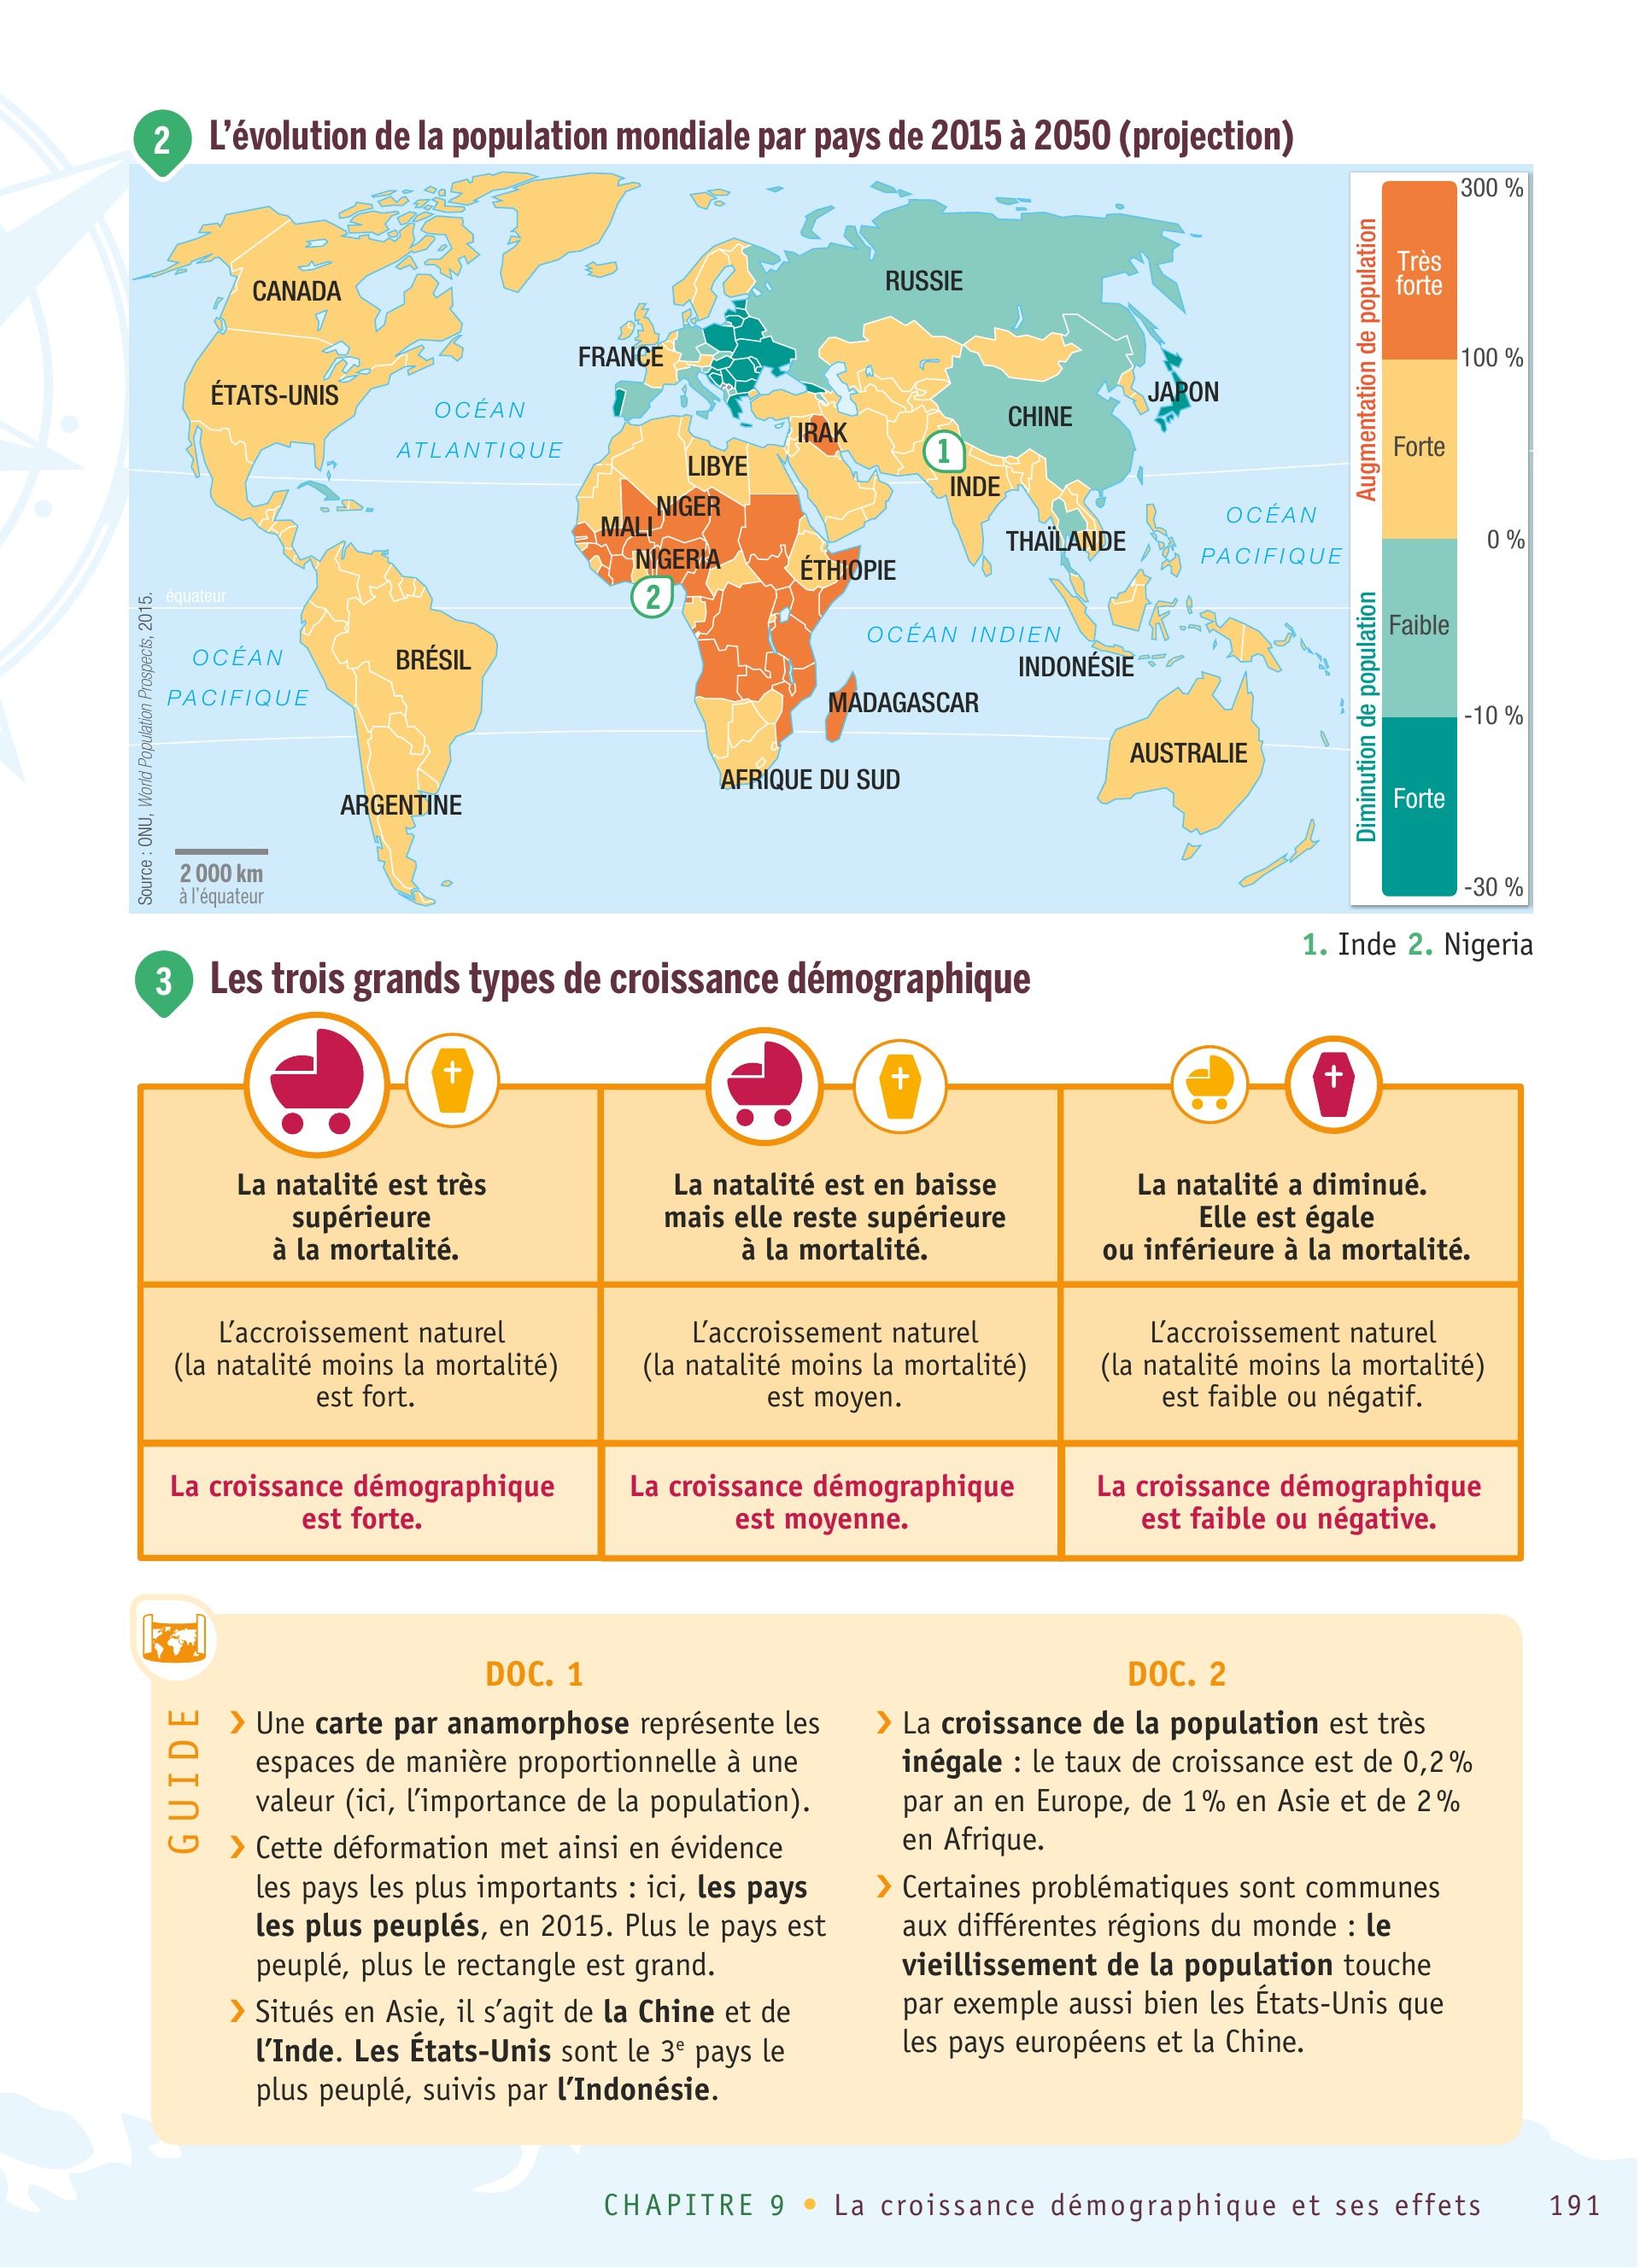 2
L’évolution de la population mondiale par pays de 2015 à 2050 (projection)
CANADA
ÉTATS-UNIS
OCÉAN
ATLANTIQUE
FRANCE
RUSSIE
CHINE
JAPON
IRAK
LIBYE
1
INDE
NIGER
MALI
NIGERIA
2
ÉTHIOPIE
THAÏLANDE
OCÉAN
PACIFIQUE
équateur
OCÉAN INDIEN
INDONÉSIE
OCÉAN
PACIFIQUE
BRÉSIL
MADAGASCAR
AUSTRALIE
AFRIQUE DU SUD
ARGENTINE
2 000 km
à l’équateur
Source : ONU, World Population Prospects, 2015.
Augmentation de population
Diminution de population
300 %
Très
forte
100 %
Forte
0 %
Faible
-10 %
Forte
-30 %
1. Inde 2. Nigeria
3
Les trois grands types de croissance démographique
La natalité est très
supérieure
à la mortalité.
La natalité est en baisse
mais elle reste supérieure
à la mortalité.
La natalité a diminué.
Elle est égale
ou inférieure à la mortalité.
L’accroissement naturel
(la natalité moins la mortalité)
est fort.
L’accroissement naturel
(la natalité moins la mortalité)
est moyen.
L’accroissement naturel
(la natalité moins la mortalité)
est faible ou négatif.
La croissance démographique
est forte.
La croissance démographique
est moyenne.
La croissance démographique
est faible ou négative.
GUIDE
DOC. 1
❯ Une carte par anamorphose représente les
espaces de manière proportionnelle à une
valeur (ici, l’importance de la population).
❯ Cette déformation met ainsi en évidence
les pays les plus importants : ici, les pays
les plus peuplés, en 2015. Plus le pays est
peuplé, plus le rectangle est grand.
❯ Situés en Asie, il s’agit de la Chine et de
l’Inde. Les États-Unis sont le 3e pays le
plus peuplé, suivis par l’Indonésie.
DOC. 2
❯ La croissance de la population est très
inégale : le taux de croissance est de 0,2 %
par an en Europe, de 1 % en Asie et de 2 %
en Afrique.
❯ Certaines problématiques sont communes
aux différentes régions du monde : le
vieillissement de la population touche
par exemple aussi bien les États-Unis que
les pays européens et la Chine.
CHAPITRE 9 • La croissance démographique et ses effets 191